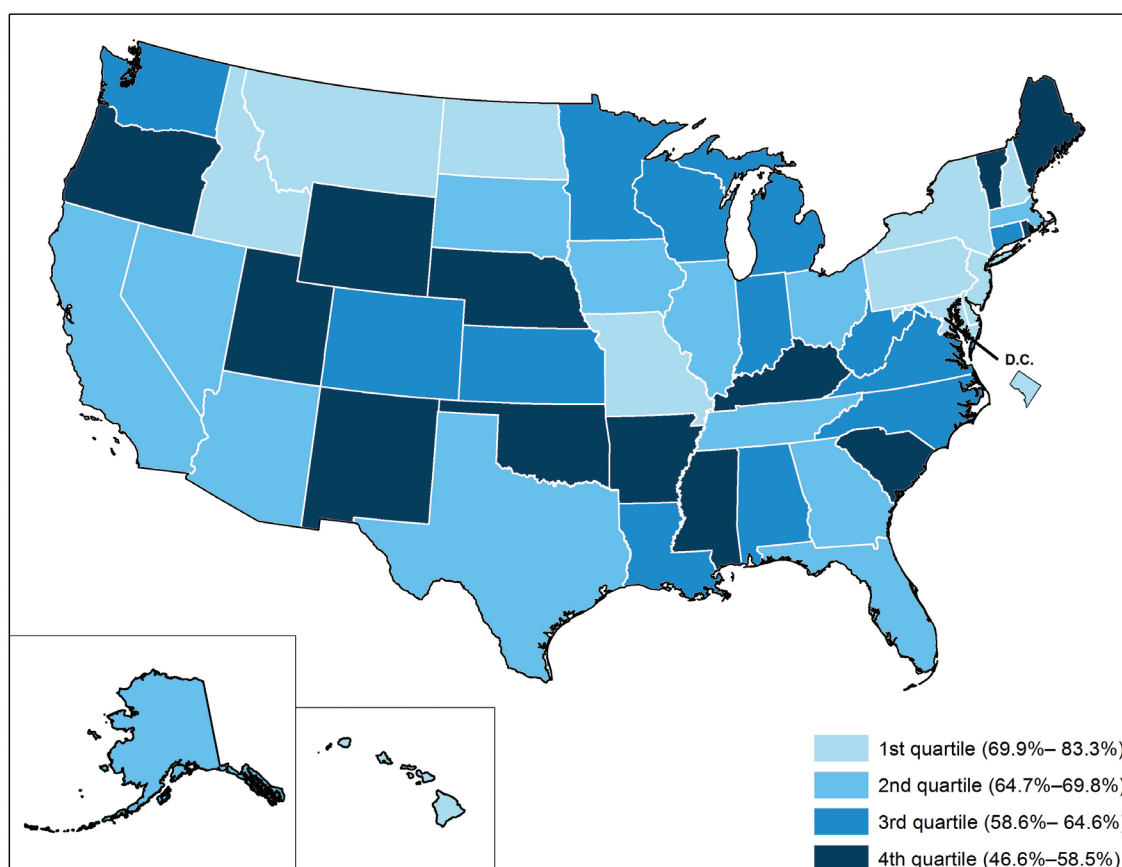 D.C.
1st quartile (69.9%– 83.3%)
2nd quartile (64.7%–69.8%)
3rd quartile (58.6%– 64.6%)
4th quartile (46.6%–58.5%)